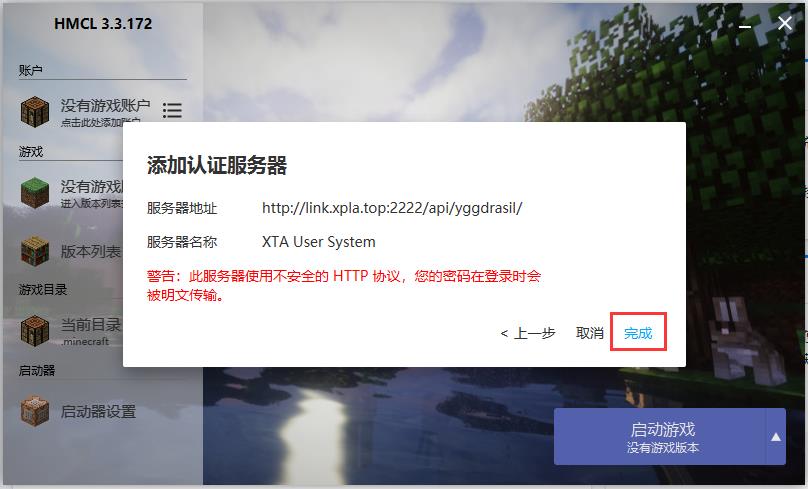 HMCL 3.3.172
账户
没有游戏账户
点击此处添加账户
游戏
没有游戏
进入版本列表
版本列表
游戏目录
当前目录
.minecraft
启动器
启动器设置
添加认证服务器
服务器地址 http://link.xpla.top:2222/api/yggdrasil/
服务器名称 XTA User System
警告：此服务器使用不安全的 HTTP 协议，您的密码在登录时会
被明文传输。
< 上一步 取消 完成
启动游戏
没有游戏版本